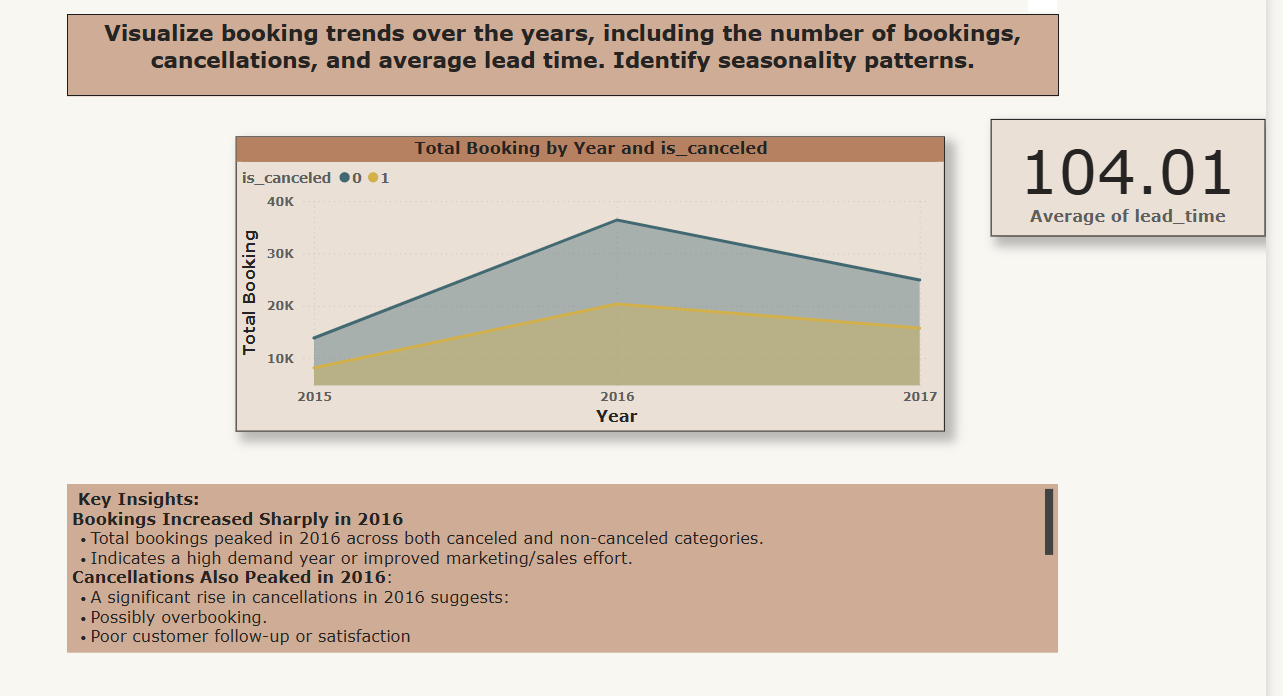 Visualize booking trends over the years, including the number of bookings,
cancellations, and average lead time. Identify seasonality patterns.
Total Booking by Year and is_canceled
is_canceled 0 1
40K
30K
20K
10K
Total Booking
2015 2016 2017
Year
104.01
Average of lead_time
Key Insights:
Bookings Increased Sharply in 2016
• Total bookings peaked in 2016 across both canceled and non-canceled categories.
• Indicates a high demand year or improved marketing/sales effort.
Cancellations Also Peaked in 2016:
• A significant rise in cancellations in 2016 suggests:
• Possibly overbooking.
• Poor customer follow-up or satisfaction